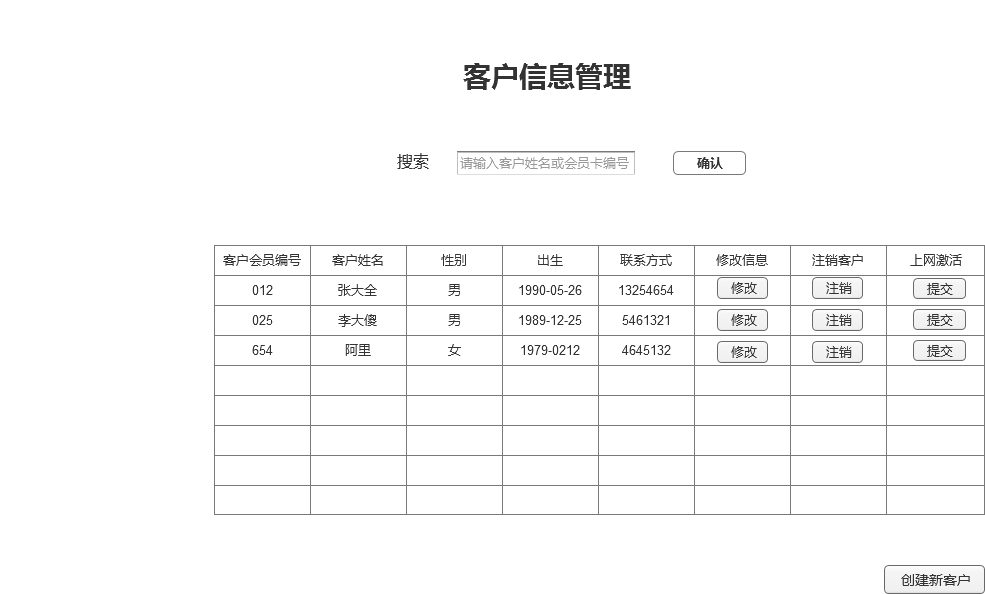 客户信息管理
搜索 请输入客户姓名或会员卡编号 确认
客户会员编号 客户姓名 性别 出生 联系方式 修改信息 注销客户 上网激活
012 张大全 男 1990-05-26 13254654 修改 注销 提交
025 李大傻 男 1989-12-25 5461321 修改 注销 提交
654 阿里 女 1979-0212 4645132 修改 注销 提交
创建新客户